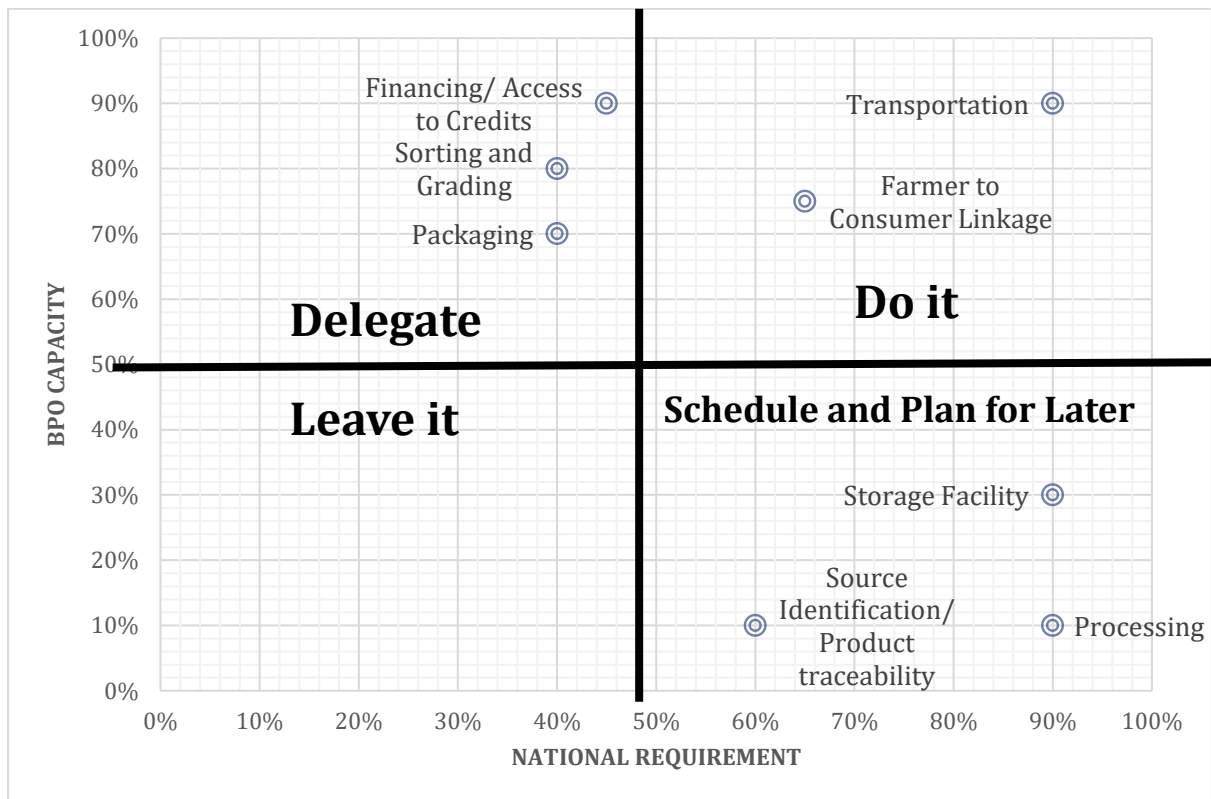 100%
90%
80%
70%
60%
50%
40%
30%
20%
10%
0%
BPO CAPACITY
Financing/ Access
to Credits
Sorting and
Grading
Packaging
Transportation
Farmer to
Consumer Linkage
Delegate
Do it
Leave it
Schedule and Plan for Later
Storage Facility
Source
Identification/
Product
traceability
Processing
0% 10% 20% 30% 40% 50% 60% 70% 80% 90% 100%
NATIONAL REQUIREMENT